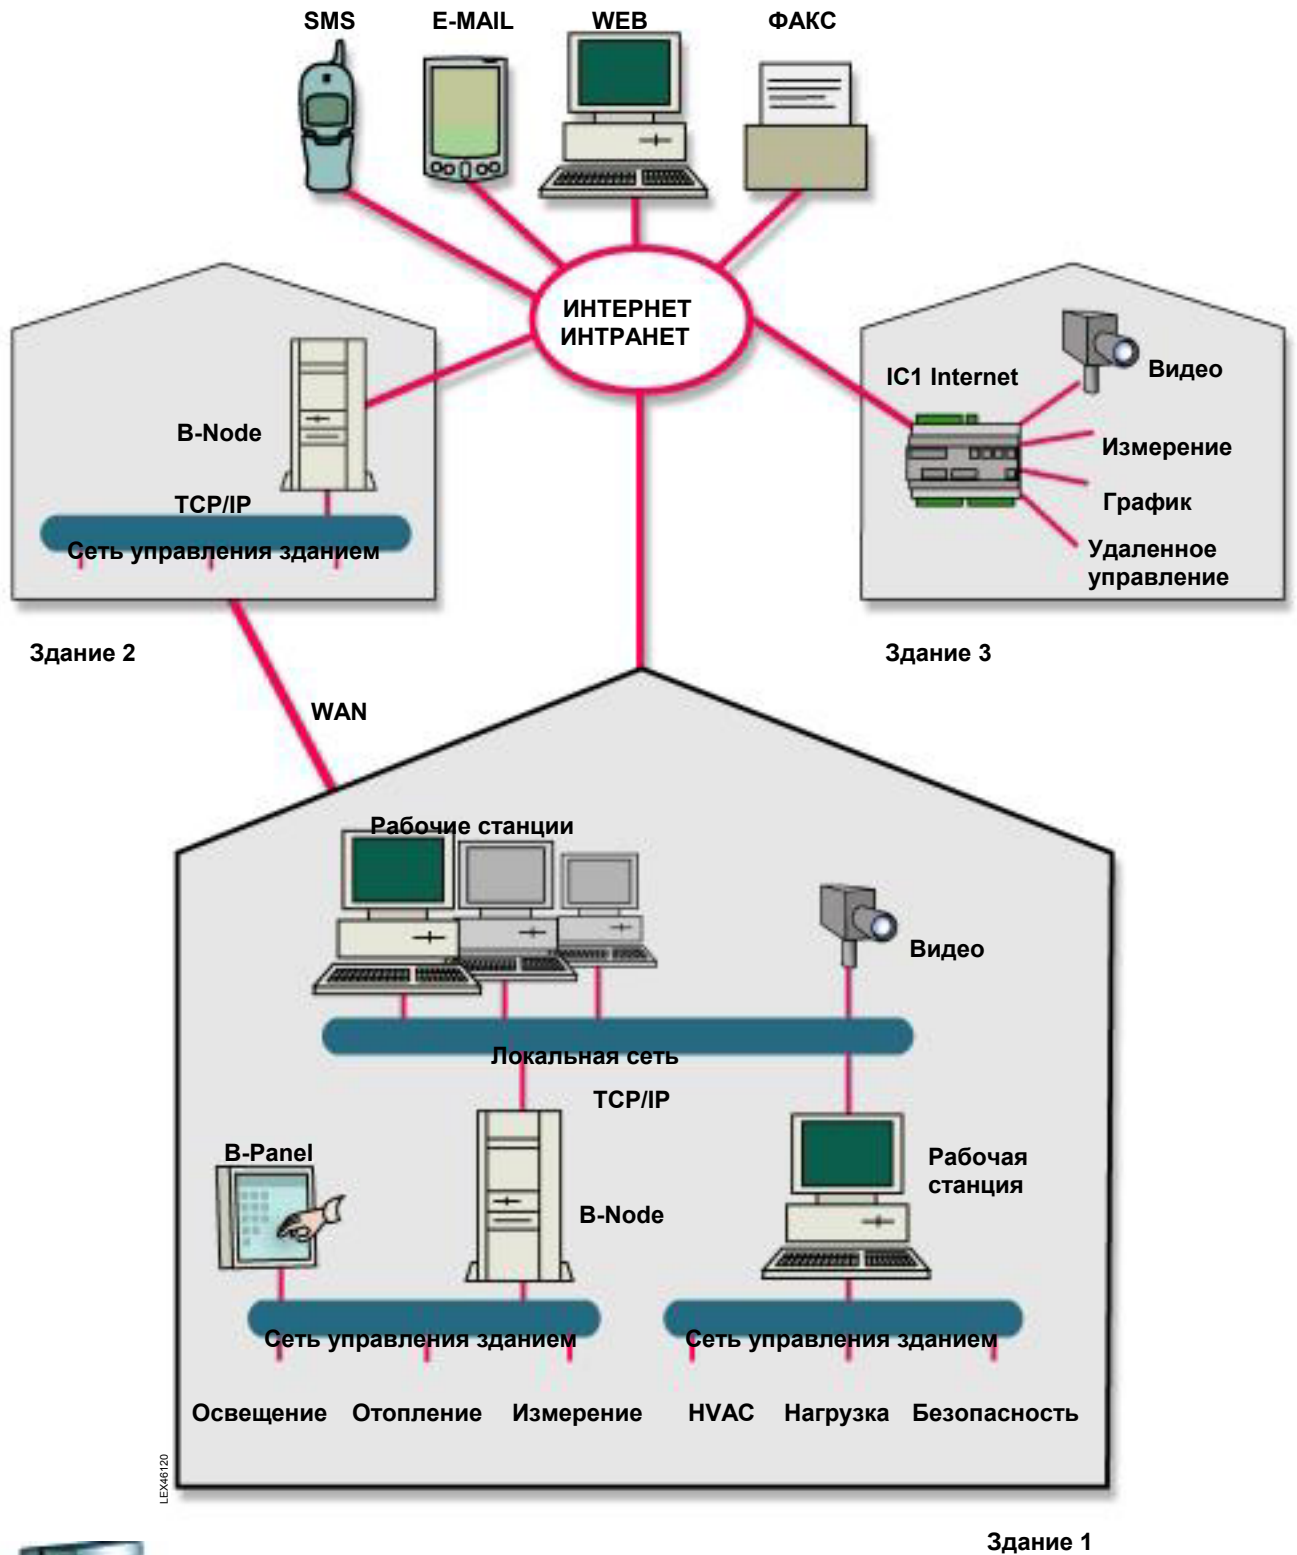 SMS
E-MAIL
WEB
ФАКС
ИНТЕРНЕТ
ИНТРАНЕТ
B-Node
TCP/IP
Сеть управления зданием
Здание 2
IC1 Internet
Видео
Измерение
График
Удаленное
управление
Здание 3
WAN
Рабочие станции
Видео
Локальная сеть
TCP/IP
B-Panel
B-Node
Рабочая
станция
Сеть управления зданием
Сеть управления зданием
Освещение
Отопление
Измерение
HVAC
Нагрузка
Безопасность
LEX46120
Здание 1